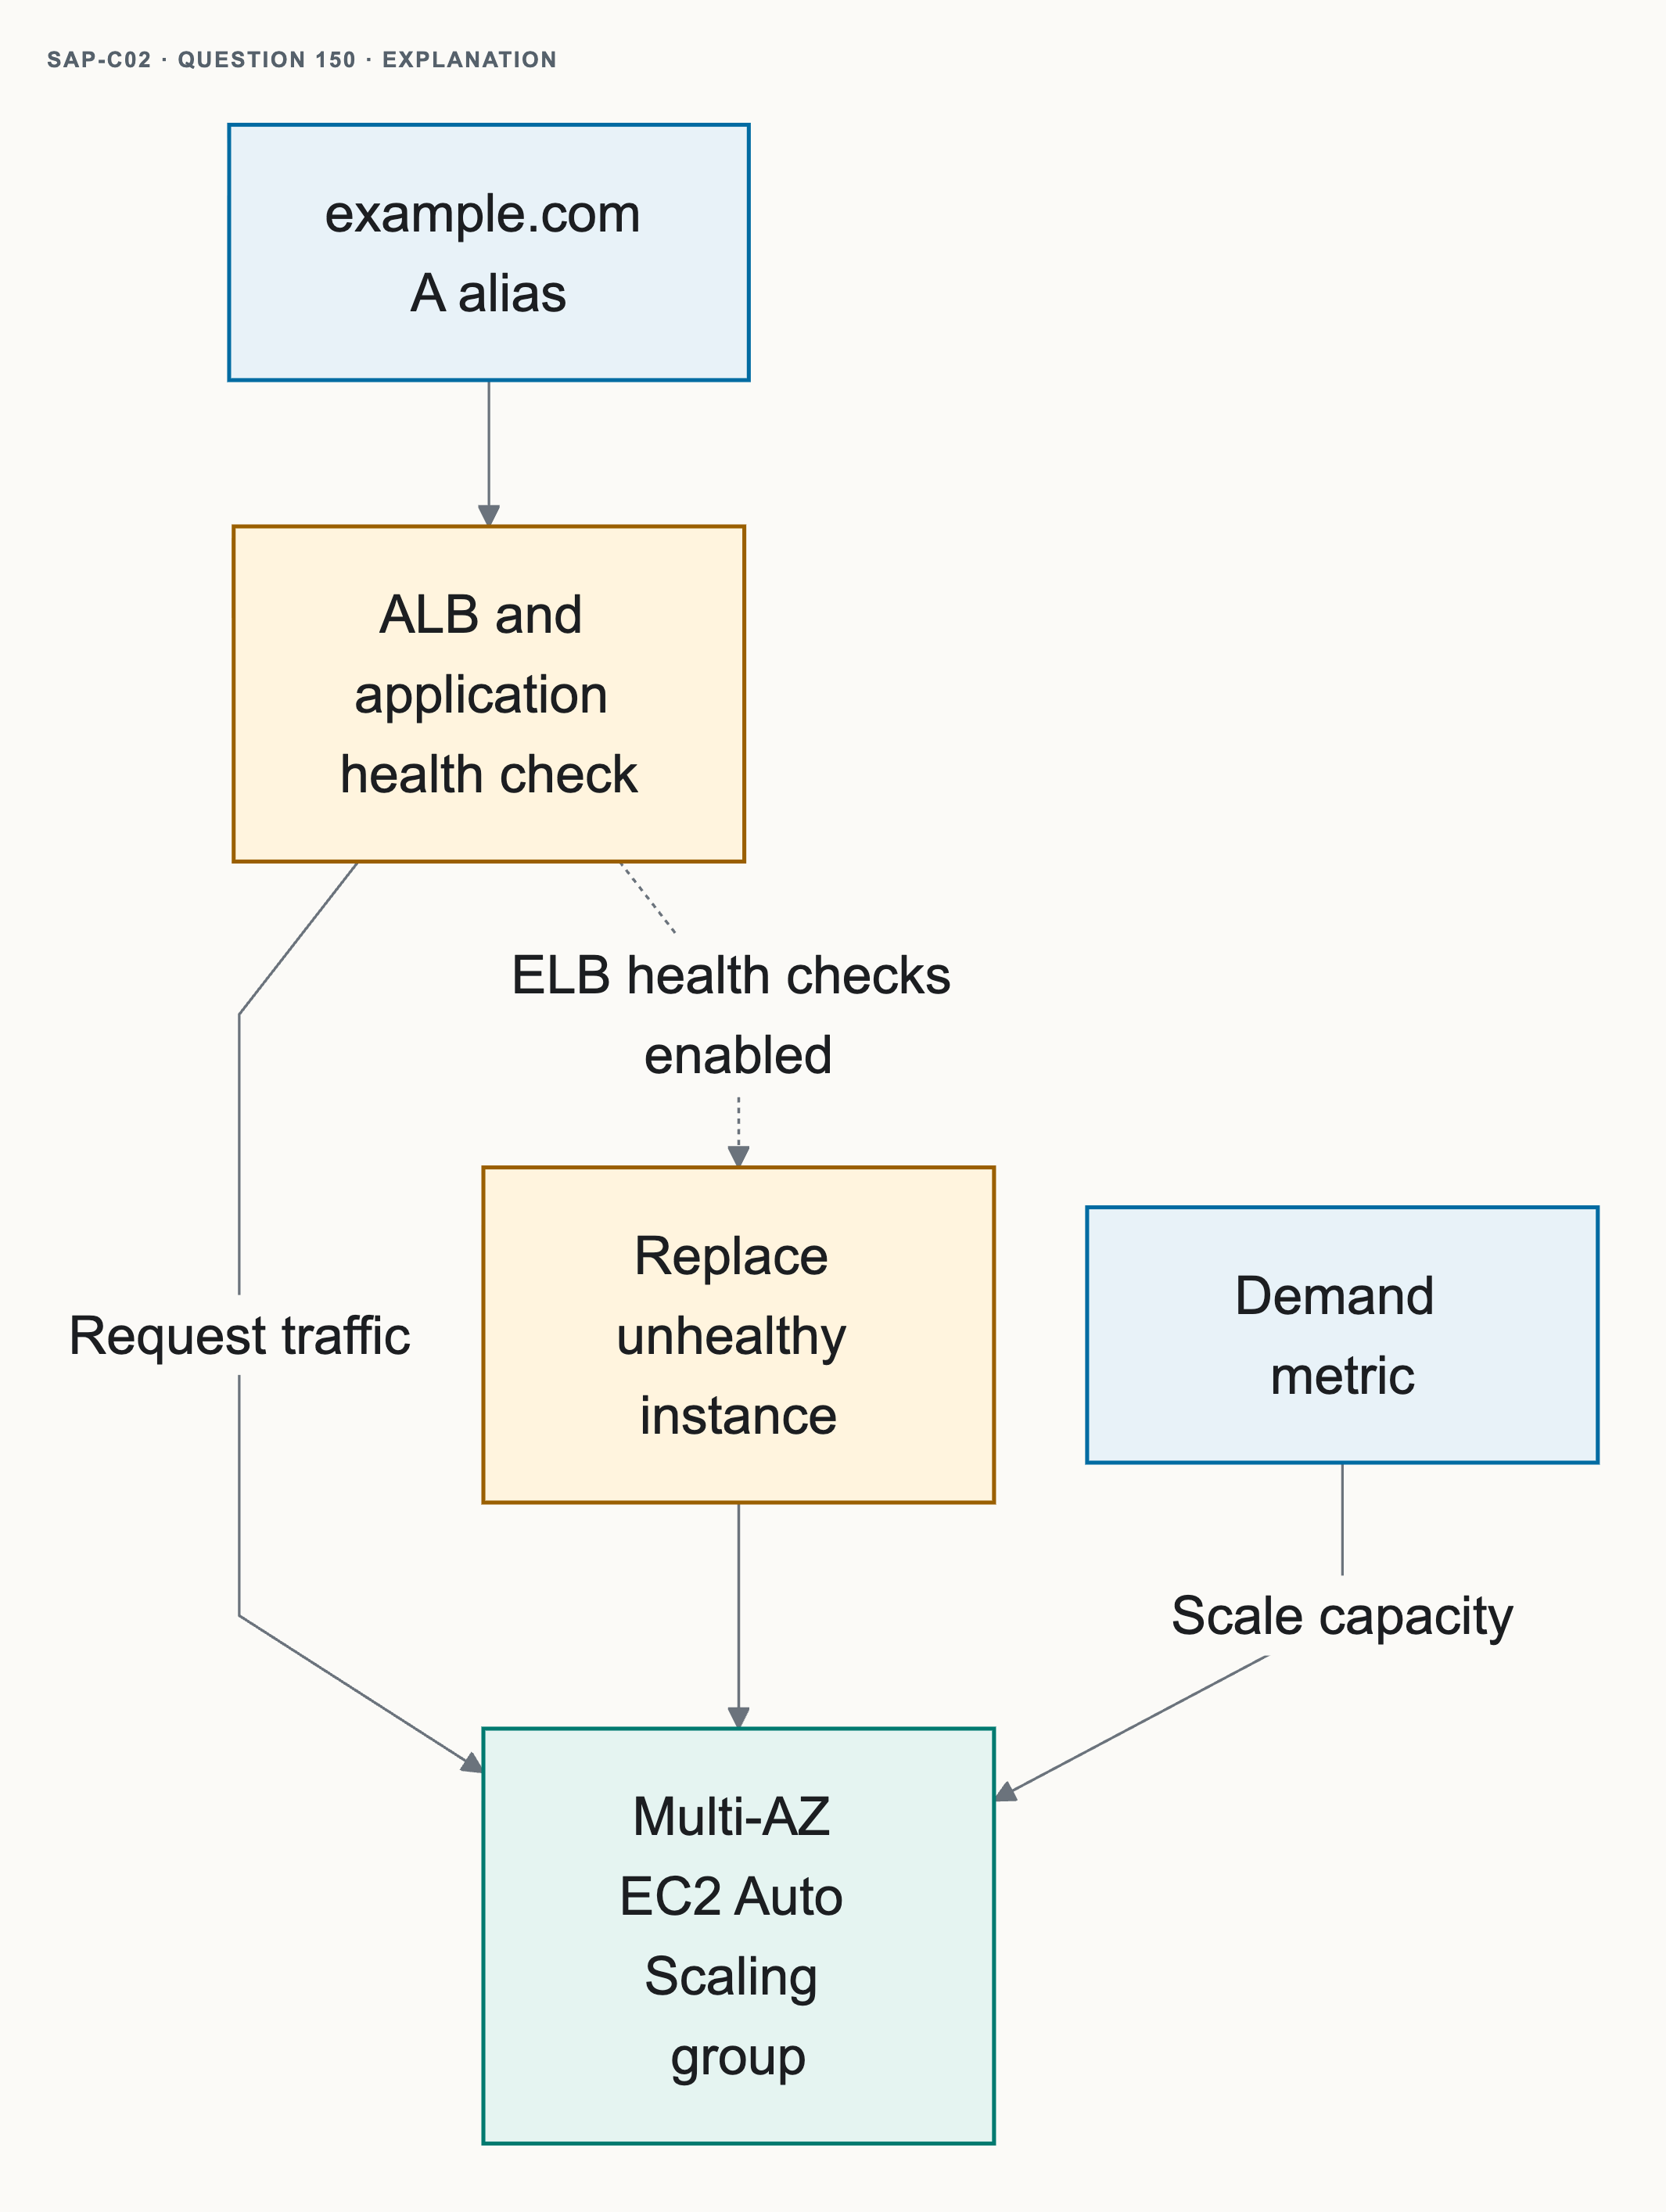 SAP-C02 · QUESTION 150 · EXPLANATION
example.com
A alias
ALB and
application
health check
ELB health checks
enabled
Request traffic
Replace
unhealthy
instance
Demand
metric
Scale capacity
Multi-AZ
EC2 Auto
Scaling
group